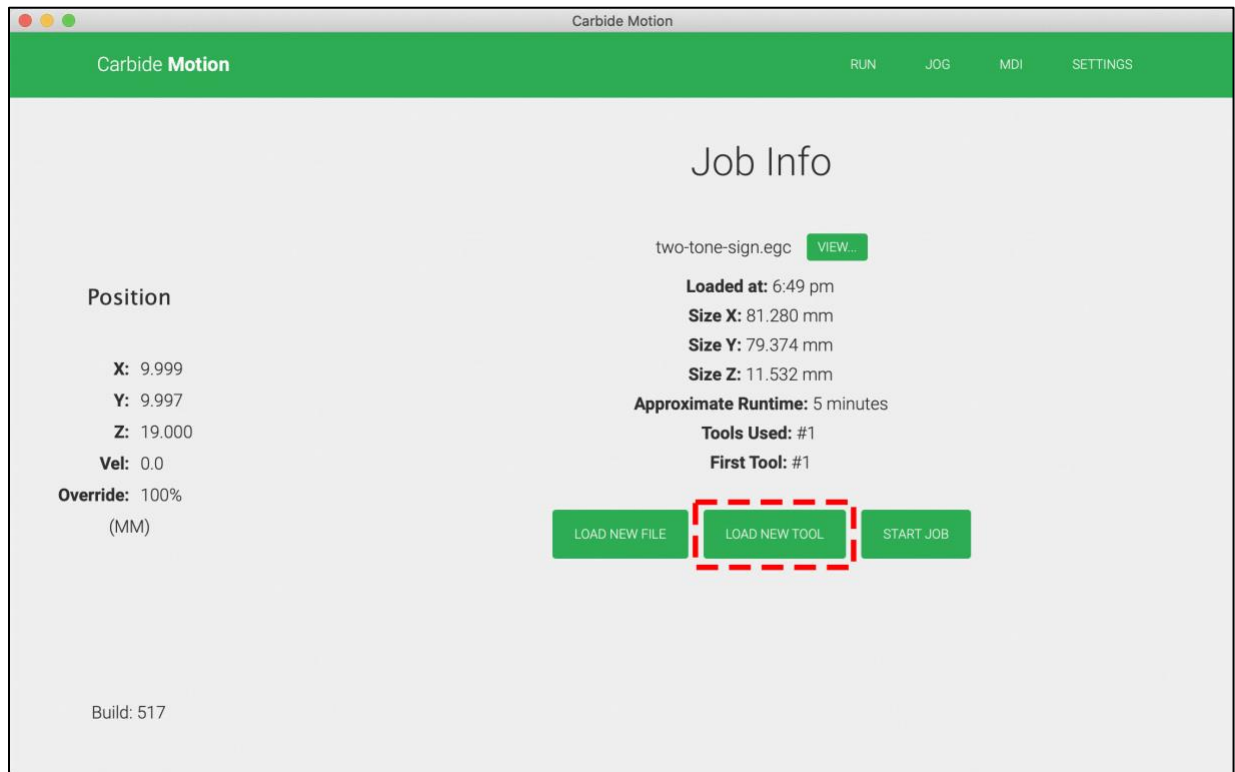 Carbide Motion
Carbide Motion
RUN JOG MDI SETTINGS
Position
X: 9.999
Y: 9.997
Z: 19.000
Vel: 0.0
Override: 100%
(MM)
Build: 517
Job Info
two-tone-sign.egc VIEW...
Loaded at: 6:49 pm
Size X: 81.280 mm
Size Y: 79.374 mm
Size Z: 11.532 mm
Approximate Runtime: 5 minutes
Tools Used: #1
First Tool: #1
LOAD NEW FILE LOAD NEW TOOL START JOB